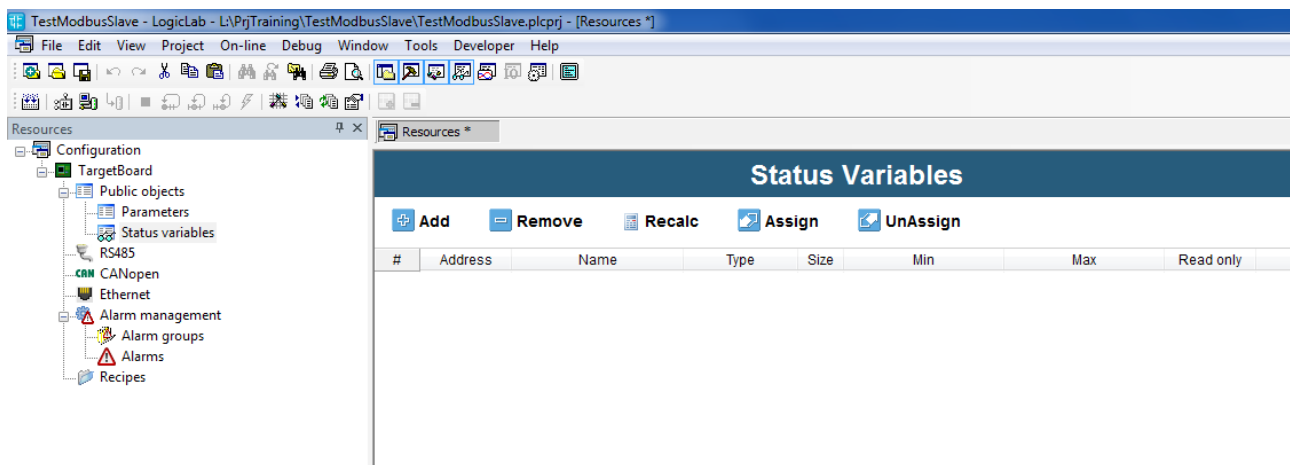 TestModbusSlave - LogicLab - L:\PrjTraining\TestModbusSlave\TestModbusSlave.plcprj - [Resources *]
File Edit View Project On-line Debug Window Tools Developer Help
Resources
Configuration
TargetBoard
Public objects
Parameters
Status variables
RS485
CAN CANopen
Ethernet
Alarm management
Alarm groups
Alarms
Recipes
Resources *
Status Variables
Add Remove Recalc Assign UnAssign
# Address Name Type Size Min Max Read only